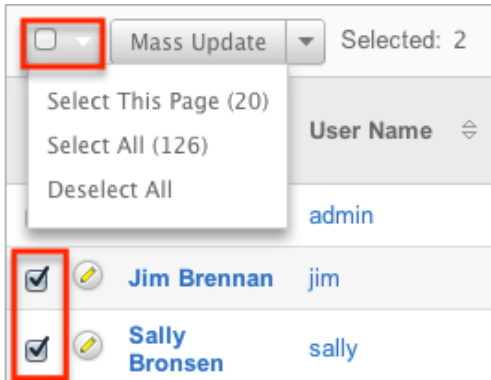 Mass Update Selected: 2
Select This Page (20)
Select All (126)
Deselect All
User Name
admin
Jim Brennan jim
Sally
Bronsen sally